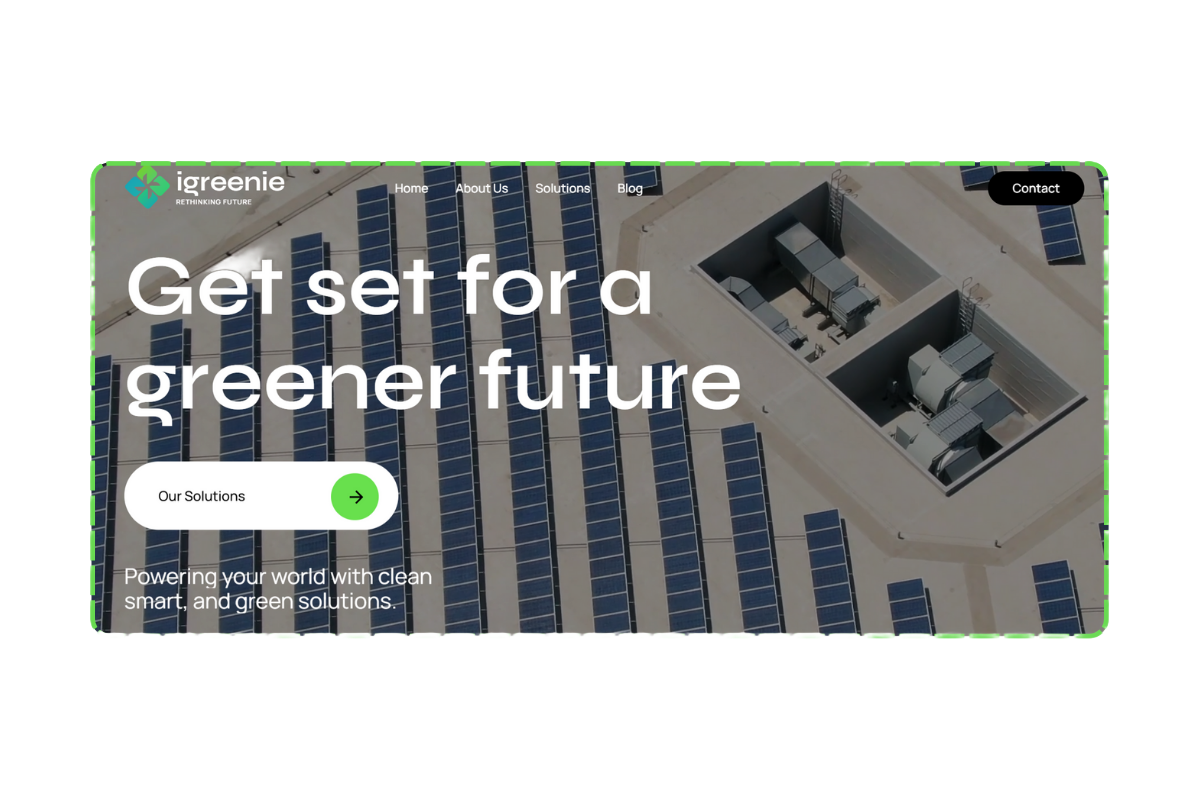 igreenie
RETHINKING FUTURE
Home
About Us
Solutions
Blog
Contact
Get set for a
greener future
Our Solutions
Powering your world with clean
smart, and green solutions.